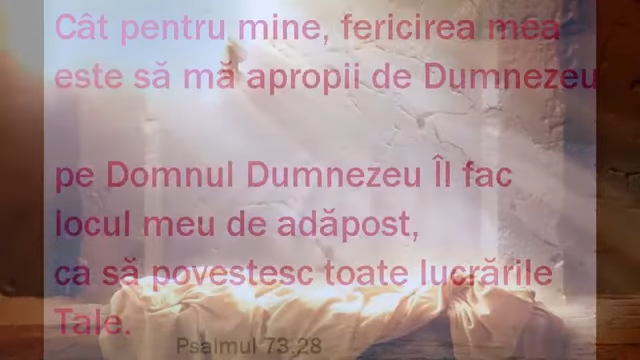 Cât pentru mine, fericirea mea
este să mă apropii de Dumnezeu
pe Domnul Dumnezeu Îl fac
locul meu de adăpost,
ca să povestesc toate lucrările
Tale.
Psalmul 73.28